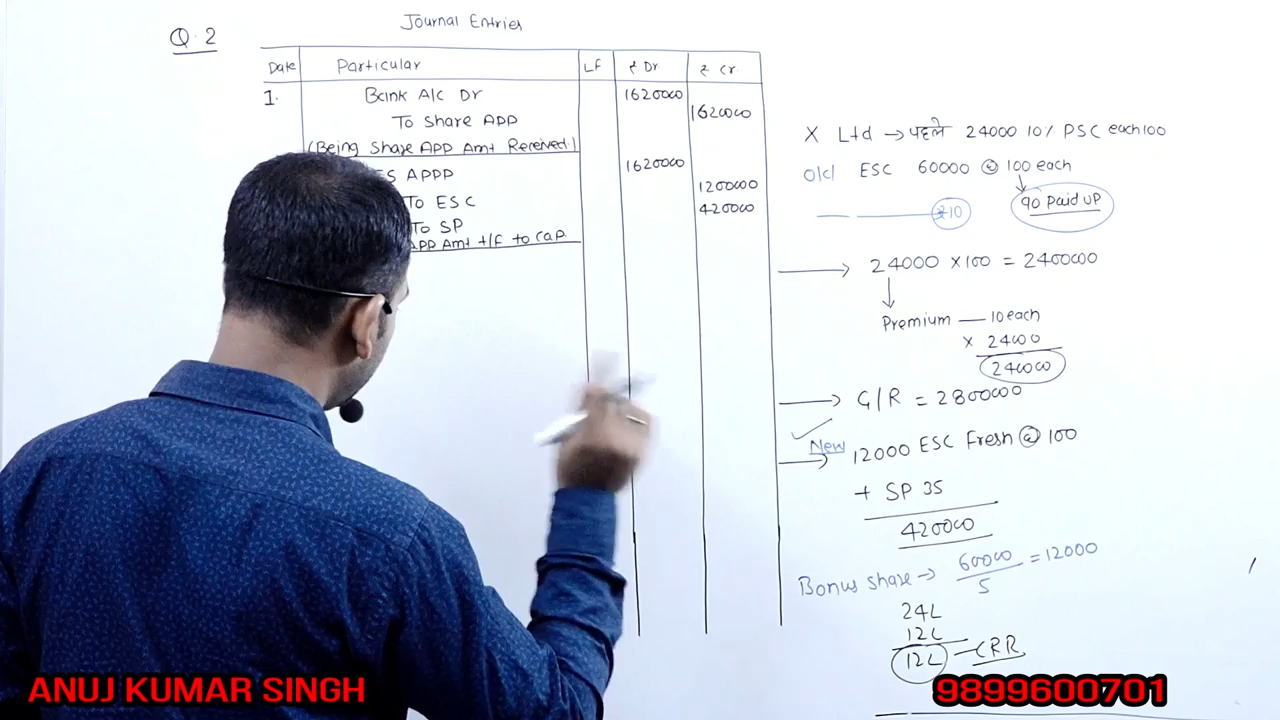 Journal Entries
Q.2
Date Particular LF ₹ Dr ₹ Cr
1. Bank A/c Dr 1620000
To Share APP 1620000
(Being Share APP Amt Received)
ES APPP 1620000
To ESC 1200000
To SP 420000
APP Amt t/f to Cap
X Ltd → पहले 24000 10% PSC each 100
Old ESC 60000 @ 100 each
₹10 90 Paid UP
→ 24000 × 100 = 2400000
Premium — 10 each
× 24000
240000
→ G/R = 2800000
New
→ 12000 ESC Fresh @ 100
+ SP 35
420000
Bonus Share → 60000/5 = 12000
24L
12L
12L — CRR
ANUJ KUMAR SINGH
9899600701